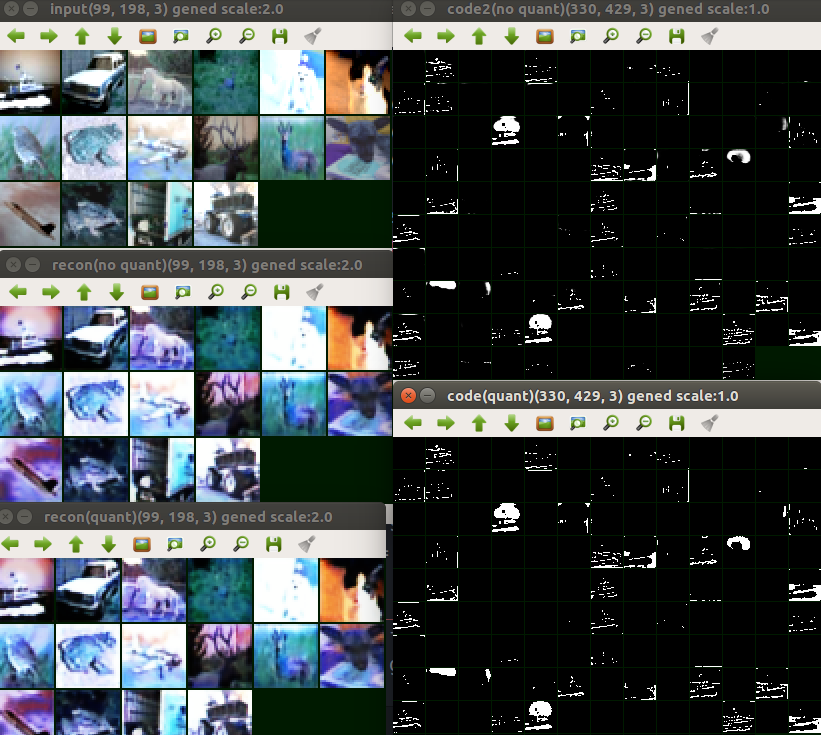 input(99, 198, 3) gened scale:2.0
code2(no quant)(330, 429, 3) gened scale:1.0
recon(no quant)(99, 198, 3) gened scale:2.0
code(quant)(330, 429, 3) gened scale:1.0
recon(quant)(99, 198, 3) gened scale:2.0